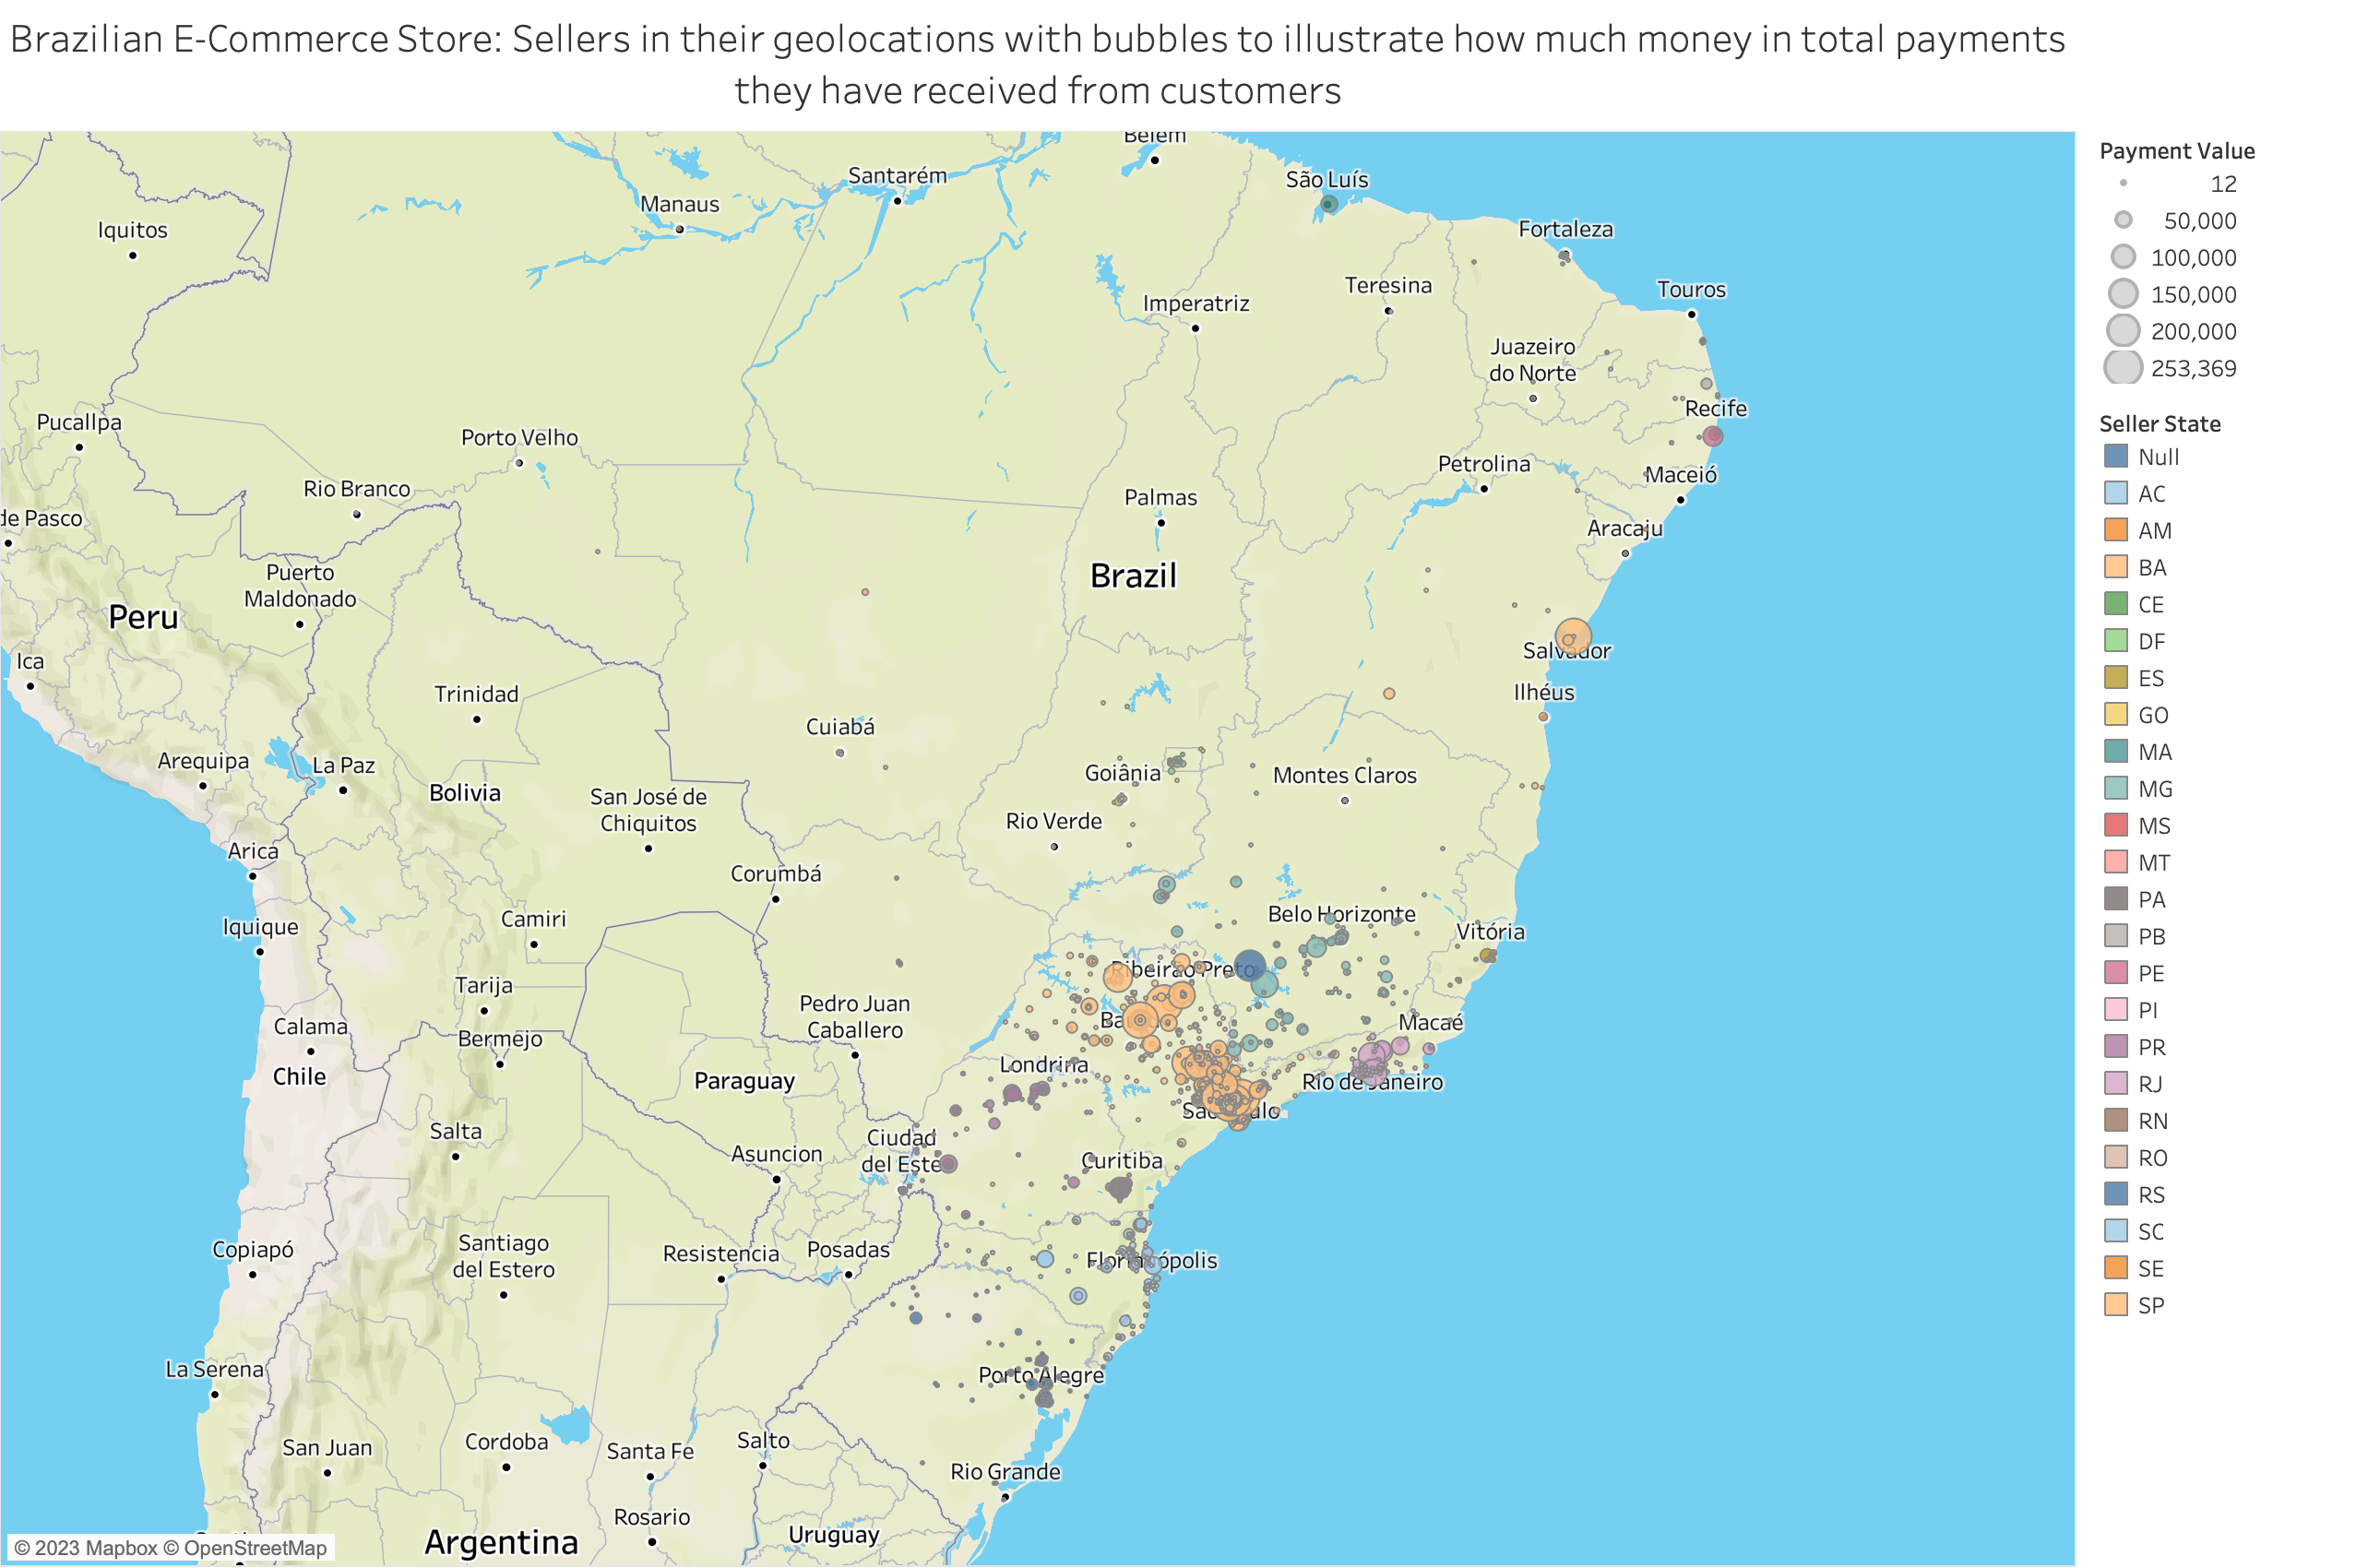 Brazilian E-Commerce Store: Sellers in their geolocations with bubbles to illustrate how much money in total payments
they have received from customers
Belém
Santarém
São Luís
Manaus
Iquitos
Fortaleza
Teresina
Touros
Imperatriz
Juazeiro
do Norte
Recife
Pucallpa
Porto Velho
Petrolina
Maceió
Rio Branco
Palmas
de Pasco
Aracaju
Puerto
Maldonado
Brazil
Peru
Salvador
Ica
Trinidad
Ilhéus
Cuiabá
Arequipa
La Paz
Goiânia
Montes Claros
Bolivia
San José de
Chiquitos
Rio Verde
Arica
Corumbá
Iquique
Camiri
Belo Horizonte
Vitória
Ribeirão Preto
Tarija
Pedro Juan
Caballero
Calama
Bermejo
Macaé
Chile
Londrina
Paraguay
Rio de Janeiro
São Paulo
Salta
Ciudad
del Este
Asuncion
Curitiba
Copiapó
Santiago
del Estero
Resistencia
Posadas
Florianópolis
La Serena
Porto Alegre
San Juan
Cordoba
Santa Fe
Salto
Rio Grande
Rosario
Argentina
Uruguay
© 2023 Mapbox © OpenStreetMap
Payment Value
12
50,000
100,000
150,000
200,000
253,369
Seller State
Null
AC
AM
BA
CE
DF
ES
GO
MA
MG
MS
MT
PA
PB
PE
PI
PR
RJ
RN
RO
RS
SC
SE
SP